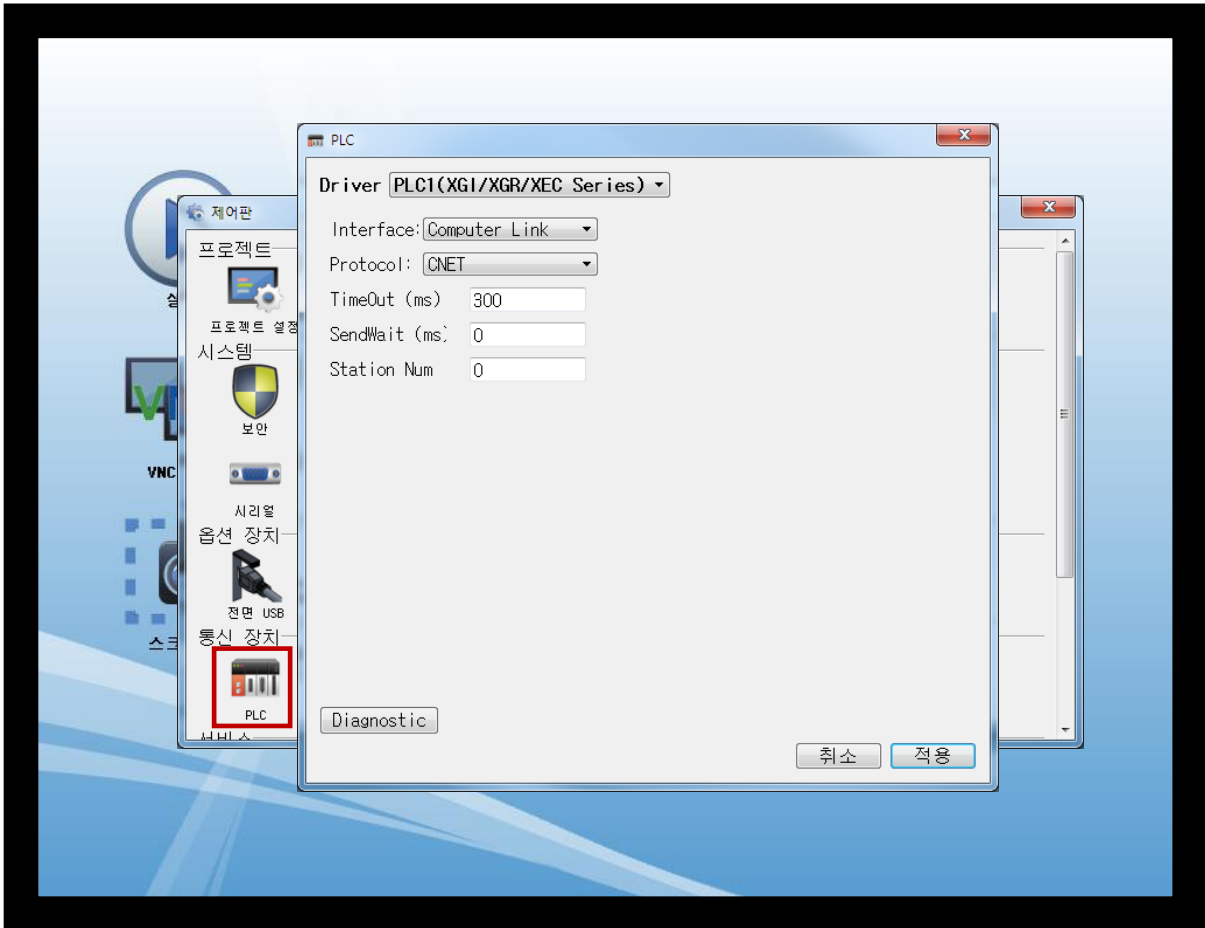 PLC
Driver PLC1(XGI/XGR/XEC Series)
Interface: Computer Link
Protocol: CNET
TimeOut (ms) 300
SendWait (ms) 0
Station Num 0
Diagnostic
취소 적용
제어판
프로젝트
프로젝트 설정
시스템
보안
시리얼
옵션 장치
전면 USB
통신 장치
PLC
서비스
VNC